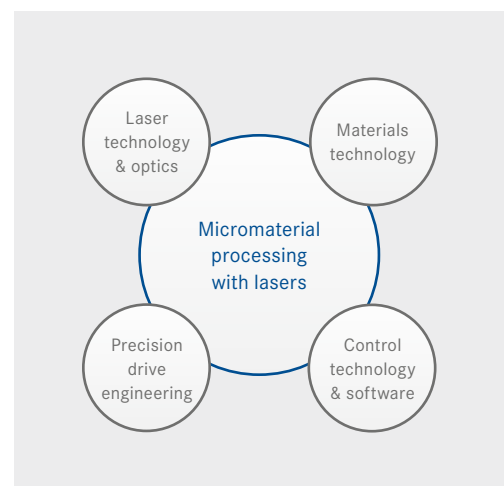 Laser
technology
& optics
Materials
technology
Micromaterial
processing
with lasers
Precision
drive
engineering
Control
technology
& software